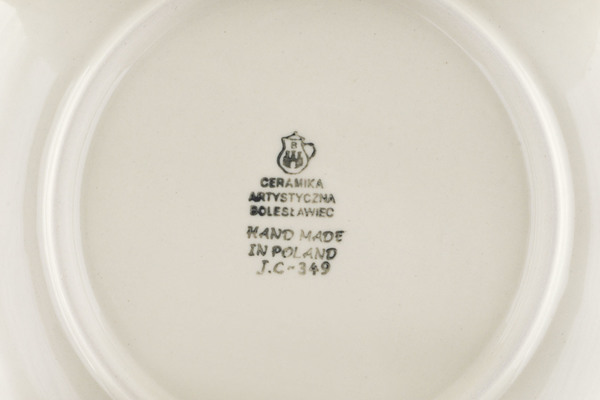 B
CERAMIKA
ARTYSTYCZNA
BOLESŁAWIEC
HAND MADE
IN POLAND
J.C-349